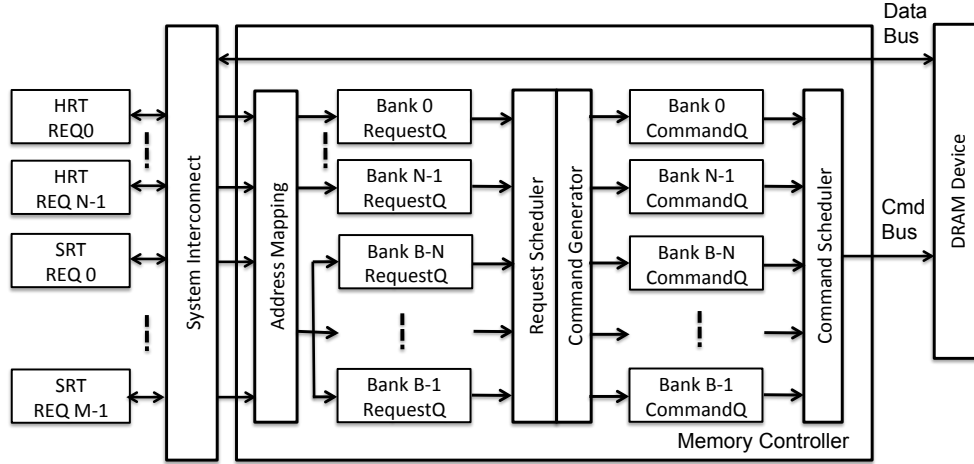 Data
Bus
HRT
REQ0
HRT
REQ N-1
SRT
REQ 0
SRT
REQ M-1
System Interconnect
Address Mapping
Bank 0
RequestQ
Bank N-1
RequestQ
Bank B-N
RequestQ
Bank B-1
RequestQ
Request Scheduler
Command Generator
Bank 0
CommandQ
Bank N-1
CommandQ
Bank B-N
CommandQ
Bank B-1
CommandQ
Command Scheduler
Cmd
Bus
DRAM Device
Memory Controller